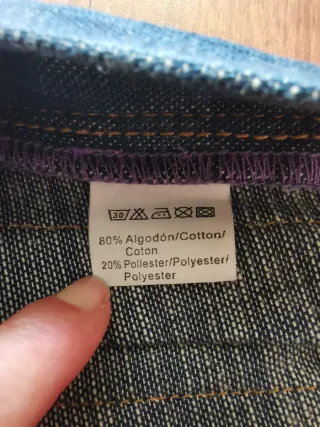 30
80% Algodón/Cotton/
Coton
20% Poliester/Polyester/
Polyester